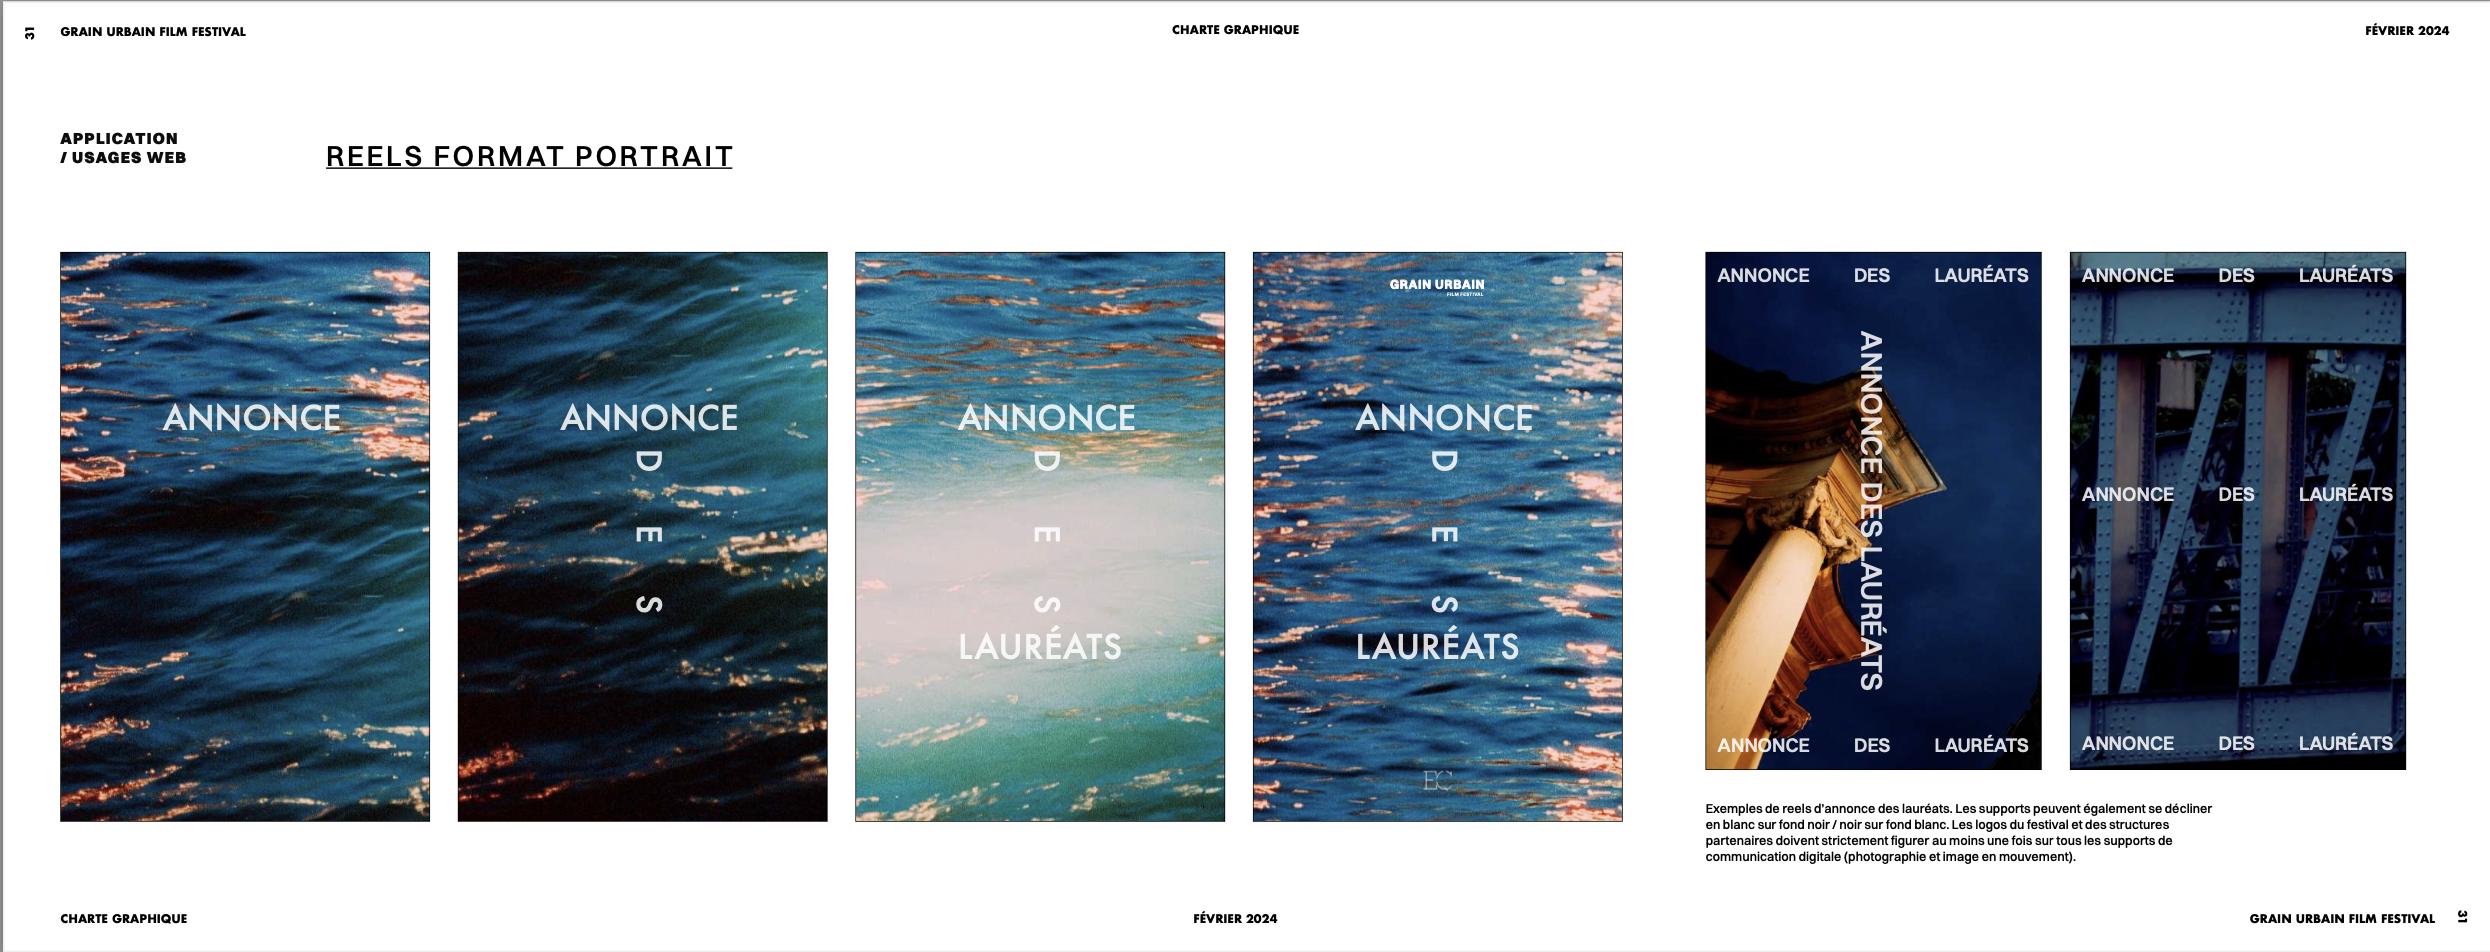 31 GRAIN URBAIN FILM FESTIVAL
CHARTE GRAPHIQUE
FÉVRIER 2024
APPLICATION
/ USAGES WEB
REELS FORMAT PORTRAIT
ANNONCE
ANNONCE
D
E
S
ANNONCE
D
E
S
LAURÉATS
GRAIN URBAIN
FILM FESTIVAL
ANNONCE
D
E
S
LAURÉATS
EC
ANNONCE DES LAURÉATS
ANNONCE DES LAURÉATS
ANNONCE DES LAURÉATS
ANNONCE DES LAURÉATS
ANNONCE DES LAURÉATS
ANNONCE DES LAURÉATS
Exemples de reels d'annonce des lauréats. Les supports peuvent également se décliner
en blanc sur fond noir / noir sur fond blanc. Les logos du festival et des structures
partenaires doivent strictement figurer au moins une fois sur tous les supports de
communication digitale (photographie et image en mouvement).
CHARTE GRAPHIQUE
FÉVRIER 2024
GRAIN URBAIN FILM FESTIVAL 31